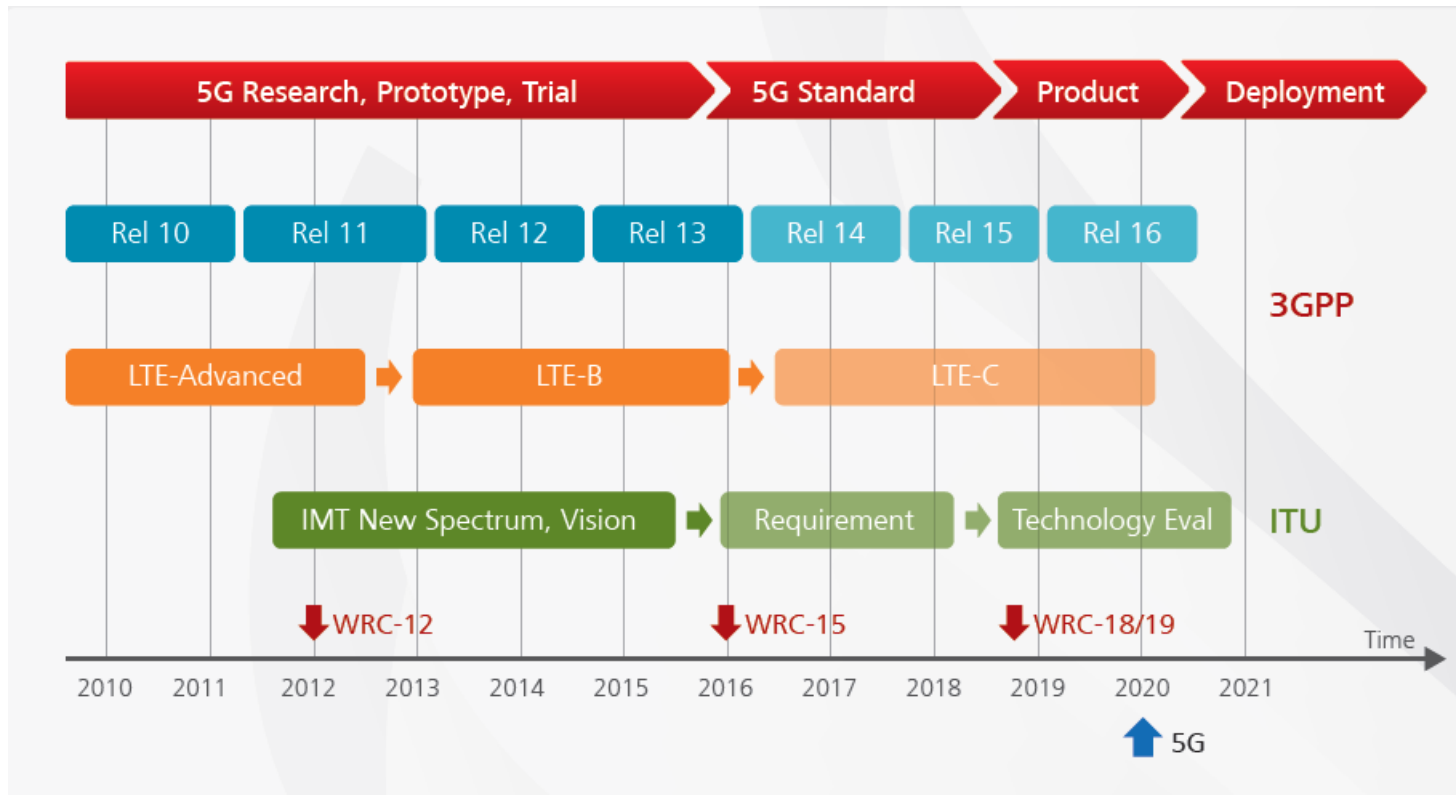 5G Research, Prototype, Trial 5G Standard Product Deployment
Rel 10 Rel 11 Rel 12 Rel 13 Rel 14 Rel 15 Rel 16
3GPP
LTE-Advanced LTE-B LTE-C
IMT New Spectrum, Vision Requirement Technology Eval ITU
WRC-12 WRC-15 WRC-18/19
Time
2010 2011 2012 2013 2014 2015 2016 2017 2018 2019 2020 2021
5G